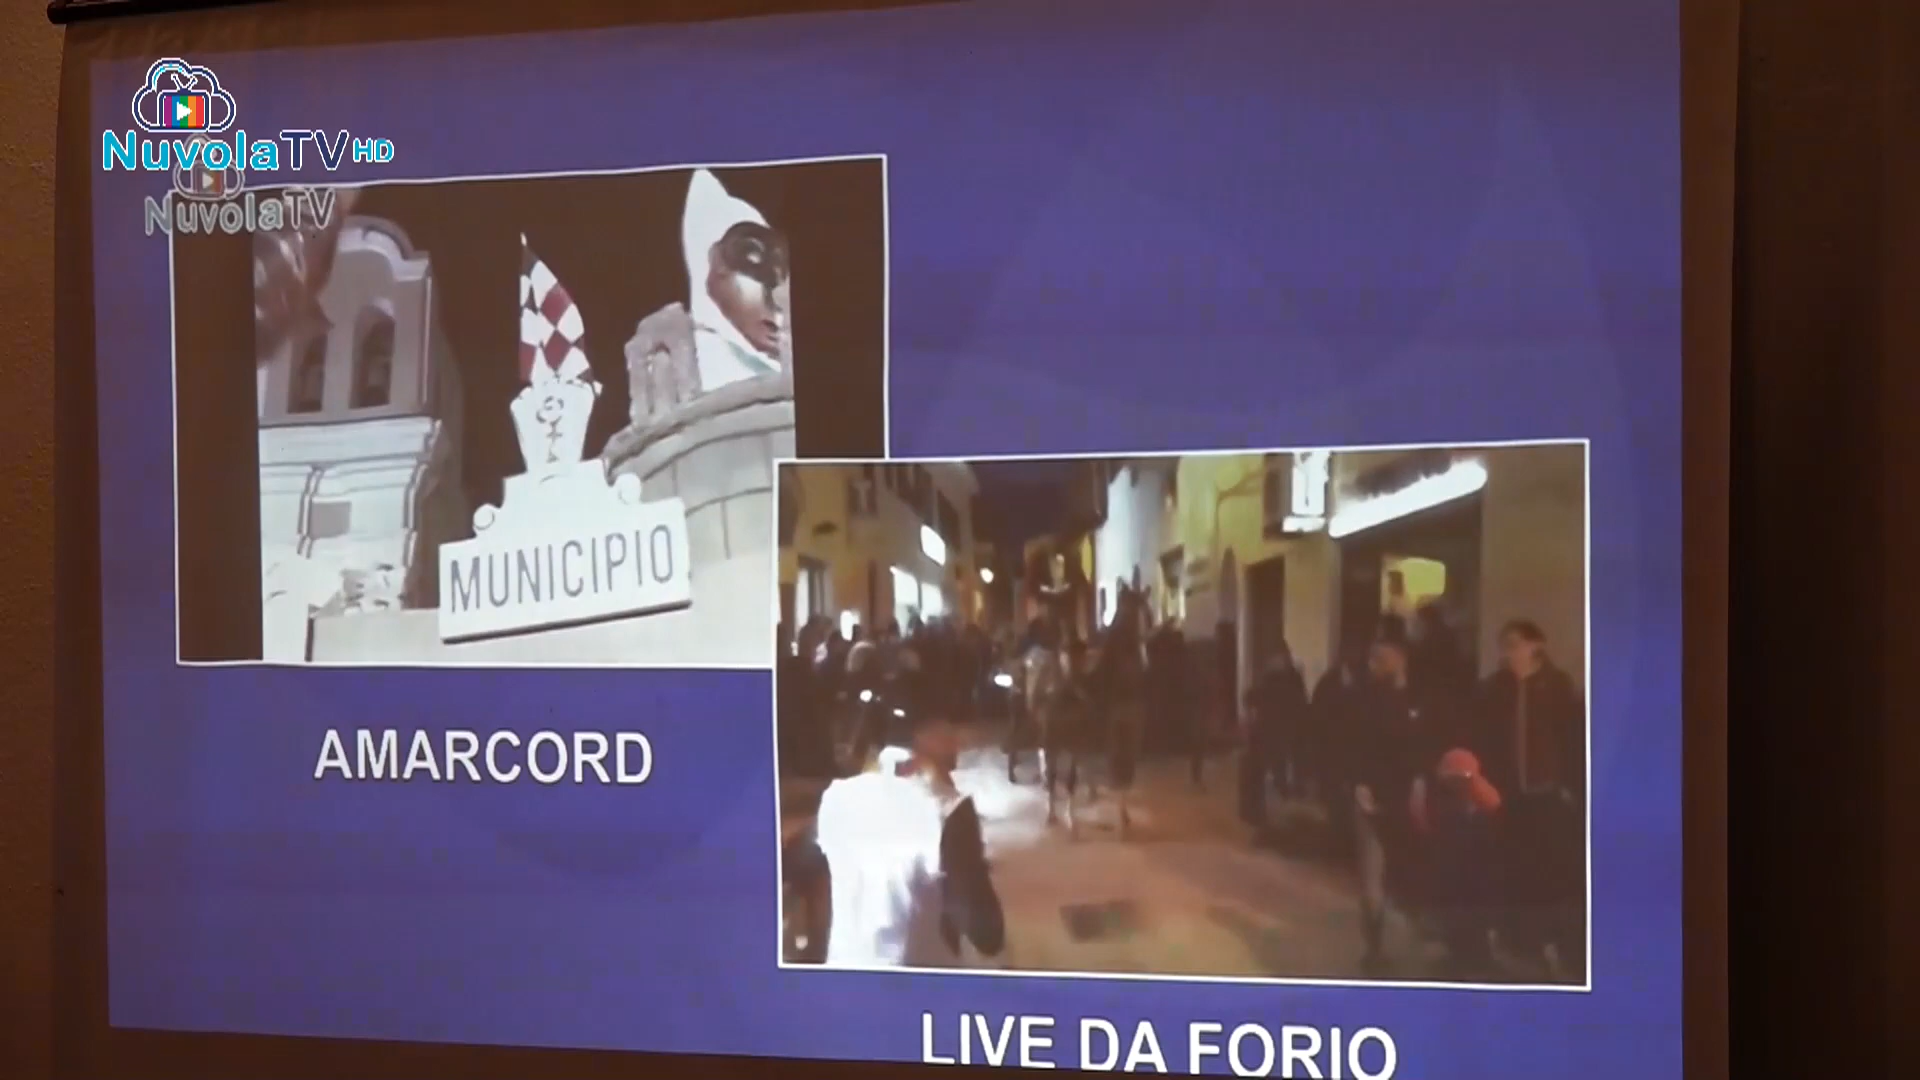 NuvolaTV HD
NuvolaTV
MUNICIPIO
AMARCORD
LIVE DA FORIO